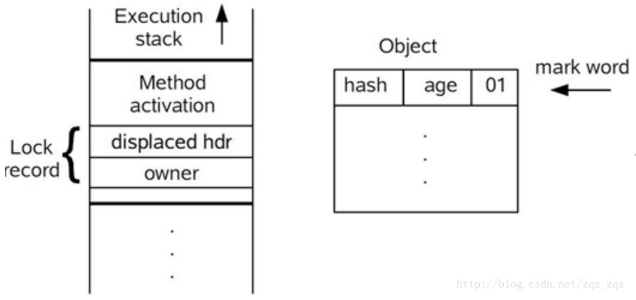 Execution
stack
Method
activation
Lock
record
displaced hdr
owner
.
.
.
Object
mark word
hash age 01
.
.
.
http://blog.csdn.net/zqz_zqz